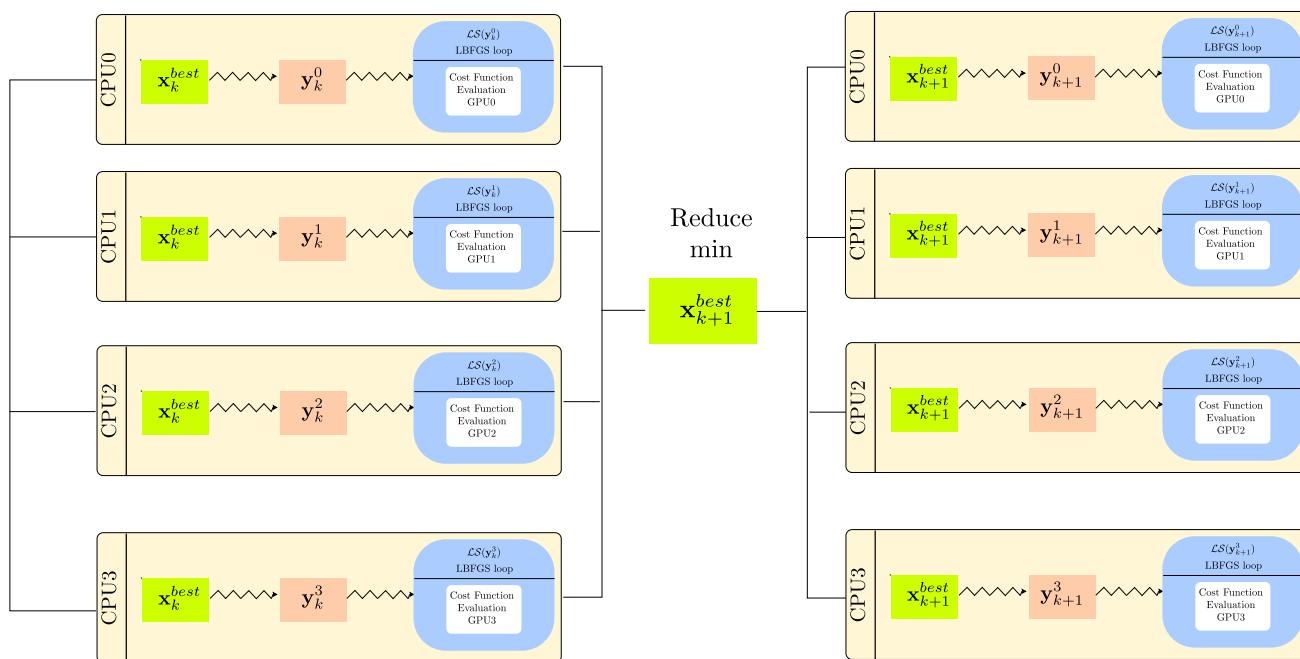 CPU0
x_k^{best}
y_k^0
LS(y_k^0)
LBFGS loop
Cost Function
Evaluation
GPU0
CPU1
x_k^{best}
y_k^1
LS(y_k^1)
LBFGS loop
Cost Function
Evaluation
GPU1
CPU2
x_k^{best}
y_k^2
LS(y_k^2)
LBFGS loop
Cost Function
Evaluation
GPU2
CPU3
x_k^{best}
y_k^3
LS(y_k^3)
LBFGS loop
Cost Function
Evaluation
GPU3
Reduce
min
x_{k+1}^{best}
CPU0
x_{k+1}^{best}
y_{k+1}^0
LS(y_{k+1}^0)
LBFGS loop
Cost Function
Evaluation
GPU0
CPU1
x_{k+1}^{best}
y_{k+1}^1
LS(y_{k+1}^1)
LBFGS loop
Cost Function
Evaluation
GPU1
CPU2
x_{k+1}^{best}
y_{k+1}^2
LS(y_{k+1}^2)
LBFGS loop
Cost Function
Evaluation
GPU2
CPU3
x_{k+1}^{best}
y_{k+1}^3
LS(y_{k+1}^3)
LBFGS loop
Cost Function
Evaluation
GPU3